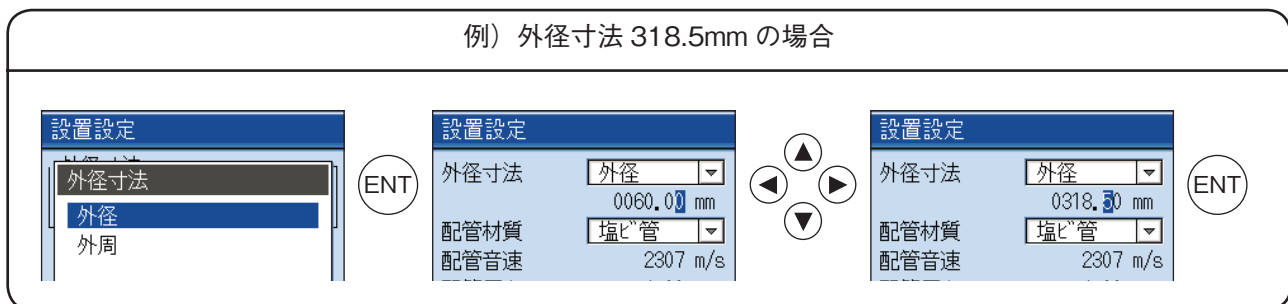 例）外径寸法 318.5mm の場合
設置設定
外径寸法
外径
外周
ENT
設置設定
外径寸法 外径
0060.00 mm
配管材質 塩ビ管
配管音速 2307 m/s
設置設定
外径寸法 外径
0318.50 mm
配管材質 塩ビ管
配管音速 2307 m/s
ENT